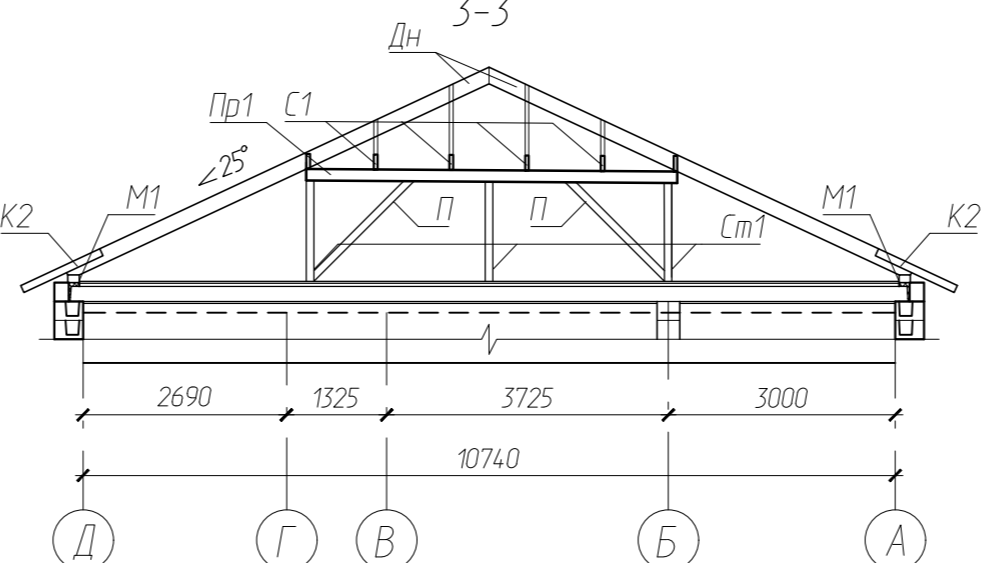 3-3
Дн
Пр1
С1
<25°
К2
М1
П
П
Ст1
М1
К2
2690
1325
3725
3000
10740
Д
Г
В
Б
А